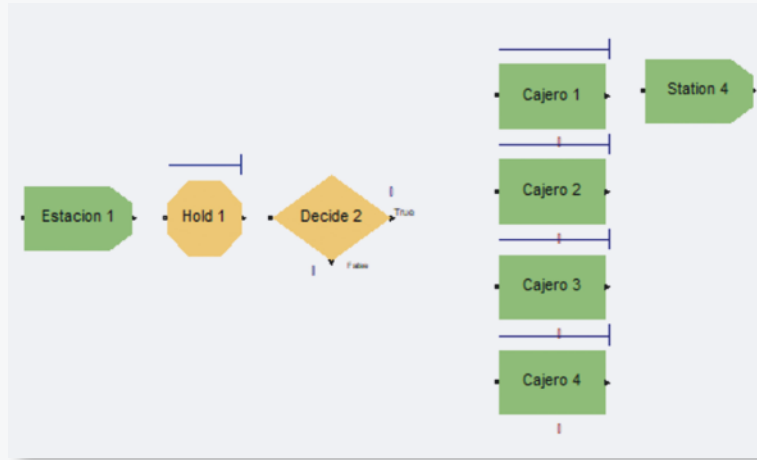 Estacion 1
Hold 1
Decide 2
True
False
Cajero 1
Cajero 2
Cajero 3
Cajero 4
Station 4